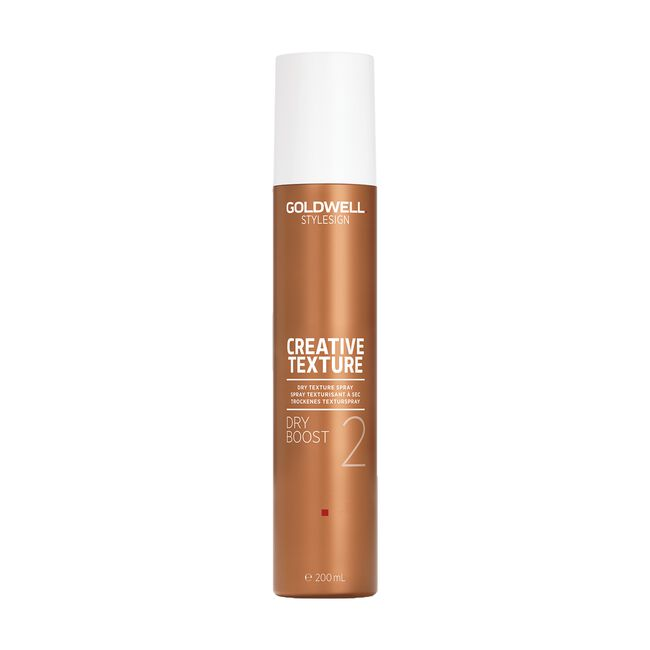 GOLDWELL
STYLESIGN
CREATIVE
TEXTURE
DRY TEXTURE SPRAY
SPRAY TEXTURISANT À SEC
TROCKENES TEXTURSPRAY
DRY
BOOST 2
℮ 200 mL